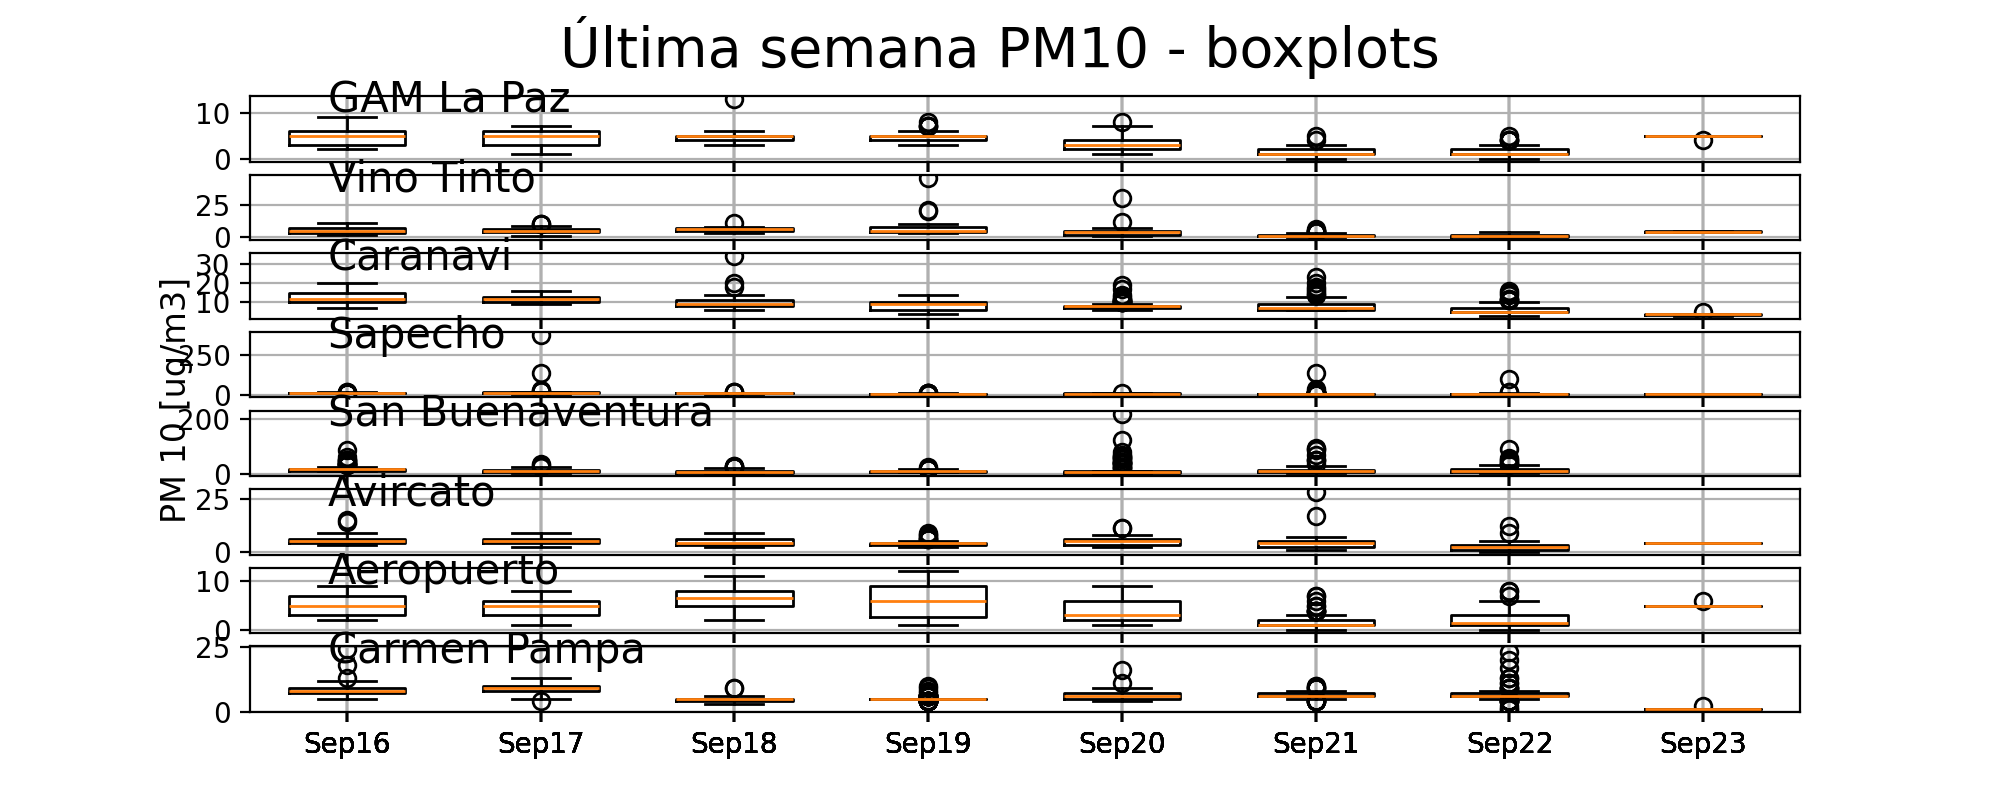 Última semana PM10 - boxplots
GAM La Paz
10
0
Vino Tinto
25
0
Caranavi
30
20
10
PM 10 [ug/m3]
Sapecho
250
0
San Buenaventura
200
0
Avircato
25
0
Aeropuerto
10
0
Carmen Pampa
25
0
Sep16 Sep17 Sep18 Sep19 Sep20 Sep21 Sep22 Sep23